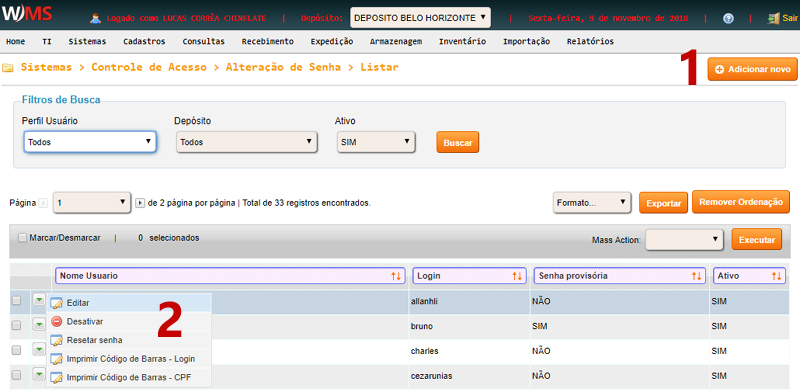 WMS
Logado como LUCAS CORRÊA CHENULATE | Depósito: DEPOSITO BELO HORIZONTE | Sexta-feira, 9 de novembro de 2018 | | Sair
Home TI Sistemas Cadastros Consultas Recebimento Expedição Armazenagem Inventário Importação Relatórios
Sistemas > Controle de Acesso > Alteração de Senha > Listar
1 Adicionar novo
Filtros de Busca
Perfil Usuário Depósito Ativo
Todos Todos SIM Buscar
Página 1 de 2 página por página | Total de 33 registros encontrados. Formato... Exportar Remover Ordenação
Marcar/Desmarcar | 0 selecionados Mass Action: Executar
Nome Usuario Login Senha provisória Ativo
Editar allanhli NÃO SIM
Desativar 2 bruno SIM SIM
Resetar senha charles NÃO SIM
Imprimir Código de Barras - Login
Imprimir Código de Barras - CPF cezarunias NÃO SIM